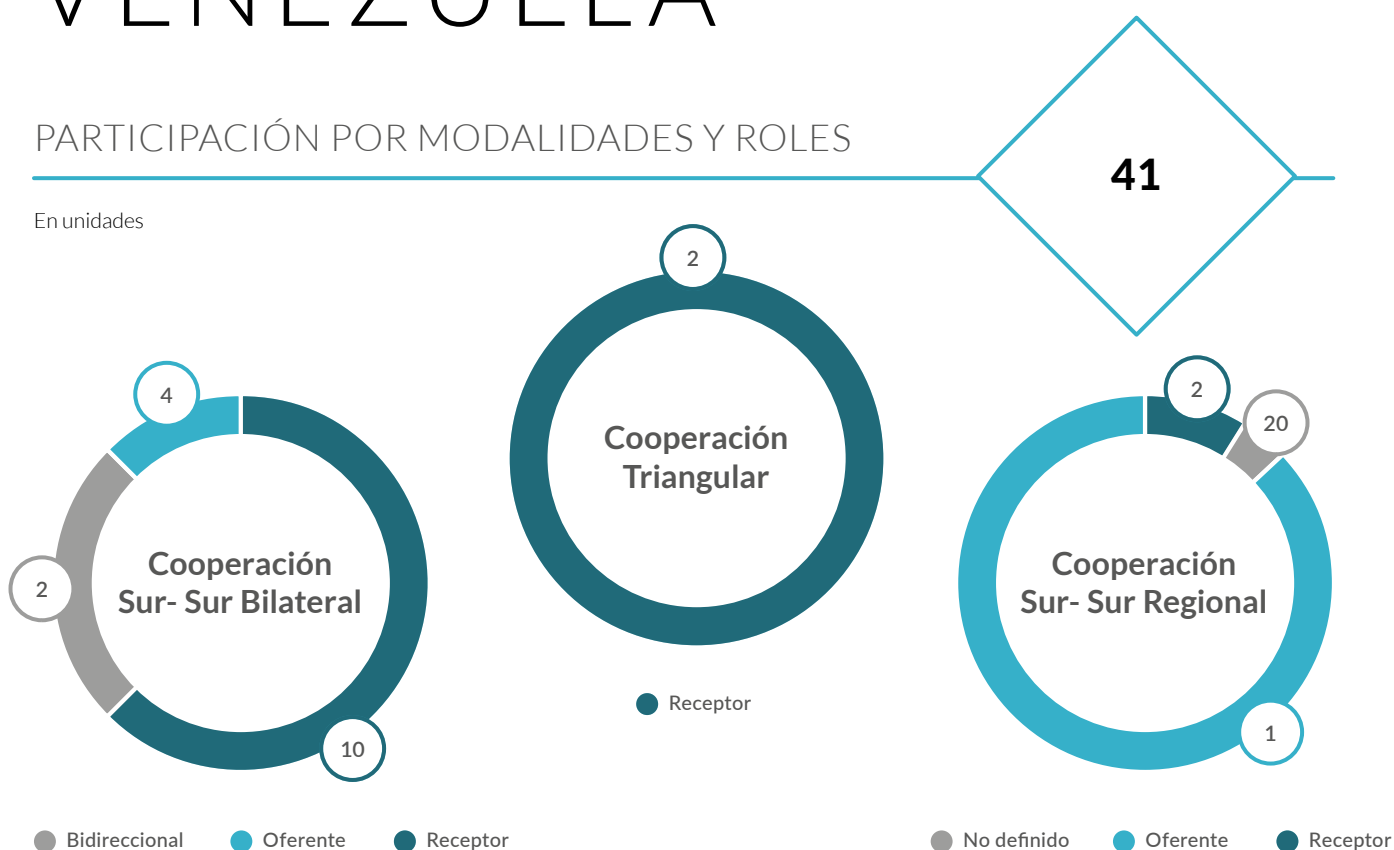 VENEZUELA
PARTICIPACIÓN POR MODALIDADES Y ROLES
41
En unidades
2
Cooperación
Triangular
Receptor
4
2
10
Cooperación
Sur- Sur Bilateral
Bidireccional
Oferente
Receptor
2
20
1
Cooperación
Sur- Sur Regional
No definido
Oferente
Receptor